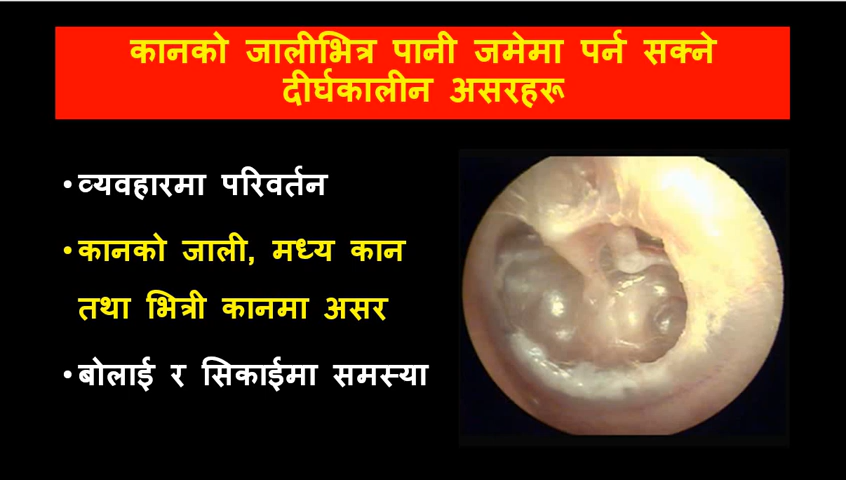 कानको जालीभित्र पानी जमेमा पर्न सक्ने
दीर्घकालीन असरहरू
•व्यवहारमा परिवर्तन
•कानको जाली, मध्य कान
तथा भित्री कानमा असर
•बोलाई र सिकाईमा समस्या